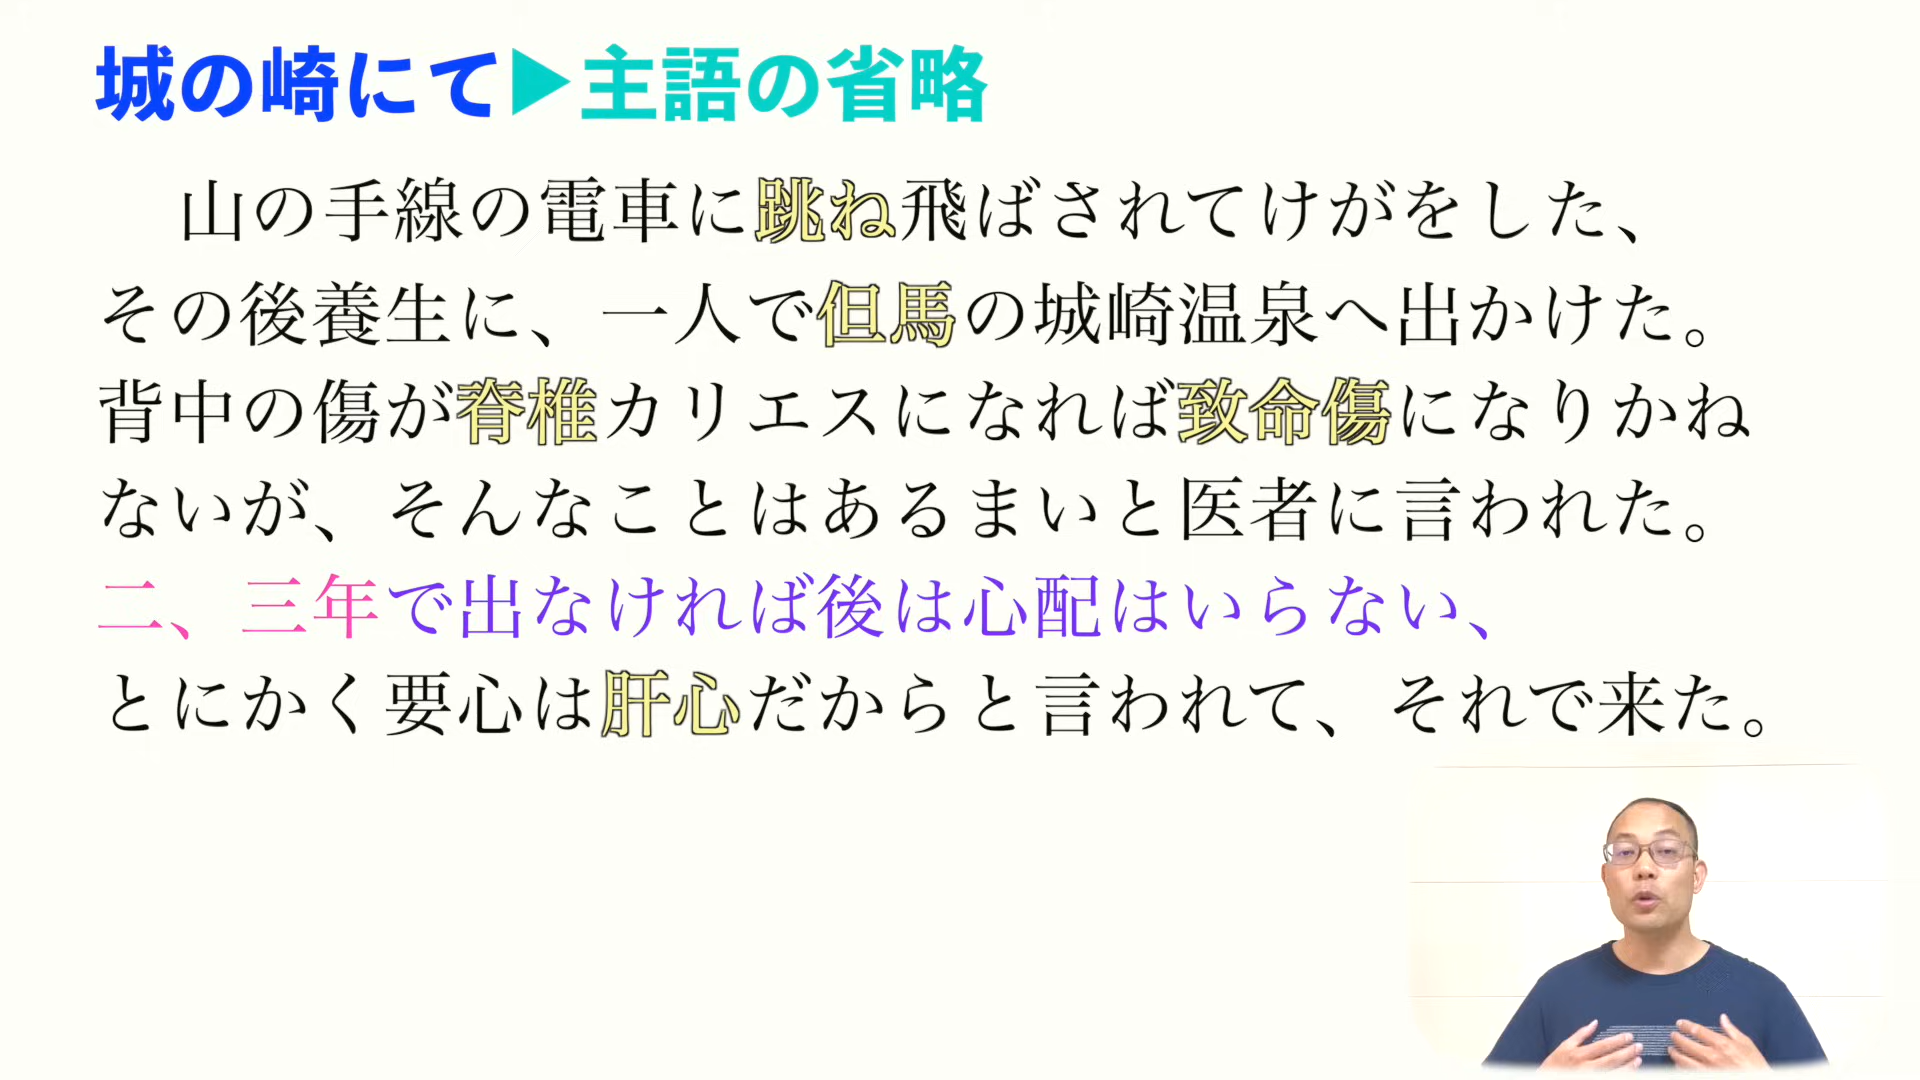 城の崎にて▶主語の省略
山の手線の電車に跳ね飛ばされてけがをした、
その後養生に、一人で但馬の城崎温泉へ出かけた。
背中の傷が脊椎カリエスになれば致命傷になりかね
ないが、そんなことはあるまいと医者に言われた。
二、三年で出なければ後は心配はいらない、
とにかく要心は肝心だからと言われて、それで来た。